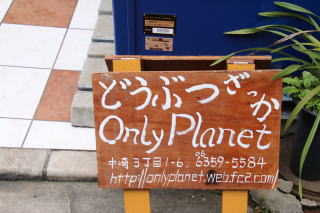 どうぶつざっか
Only Planet
中崎3丁目1-6. 06 6359-5584
http://onlyplanet.web.fc2.com/